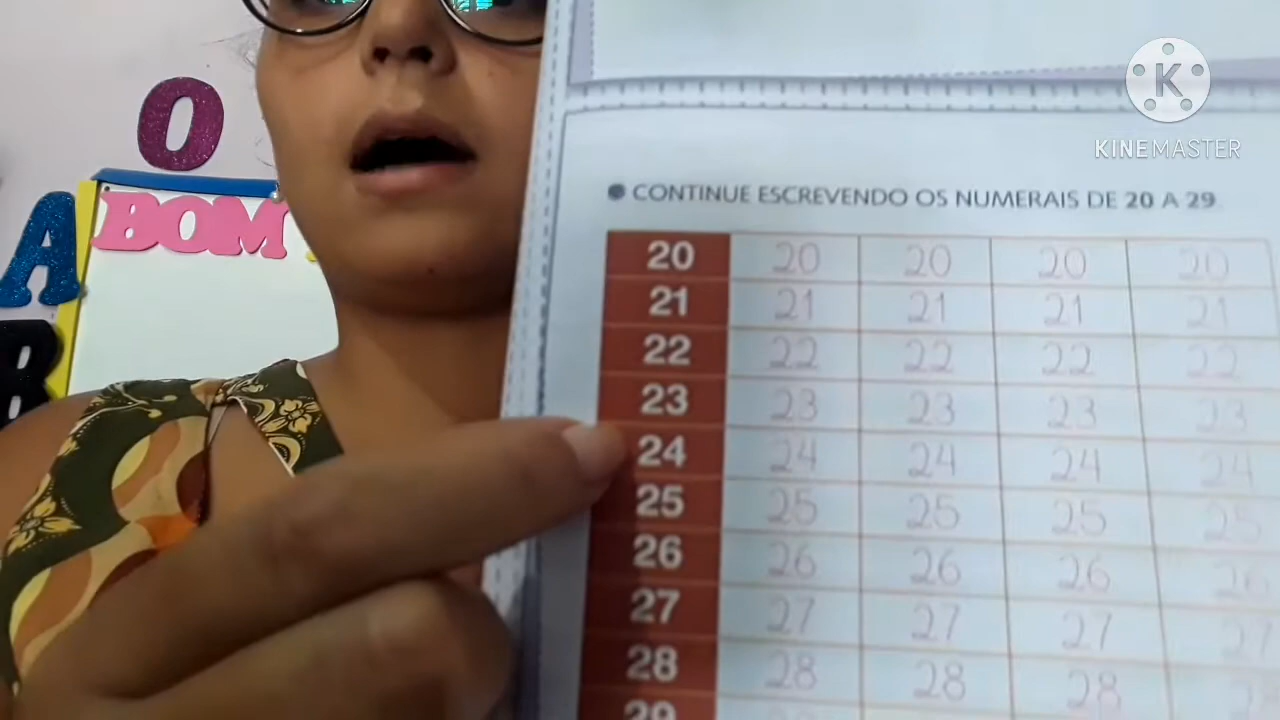 K
KINEMASTER
O
BOM
A
R
● CONTINUE ESCREVENDO OS NUMERAIS DE 20 A 29
20 20 20 20 20
21 21 21 21 21
22 22 22 22 22
23 23 23 23 23
24 24 24 24 24
25 25 25 25 25
26 26 26 26 26
27 27 27 27 27
28 28 28 28
29